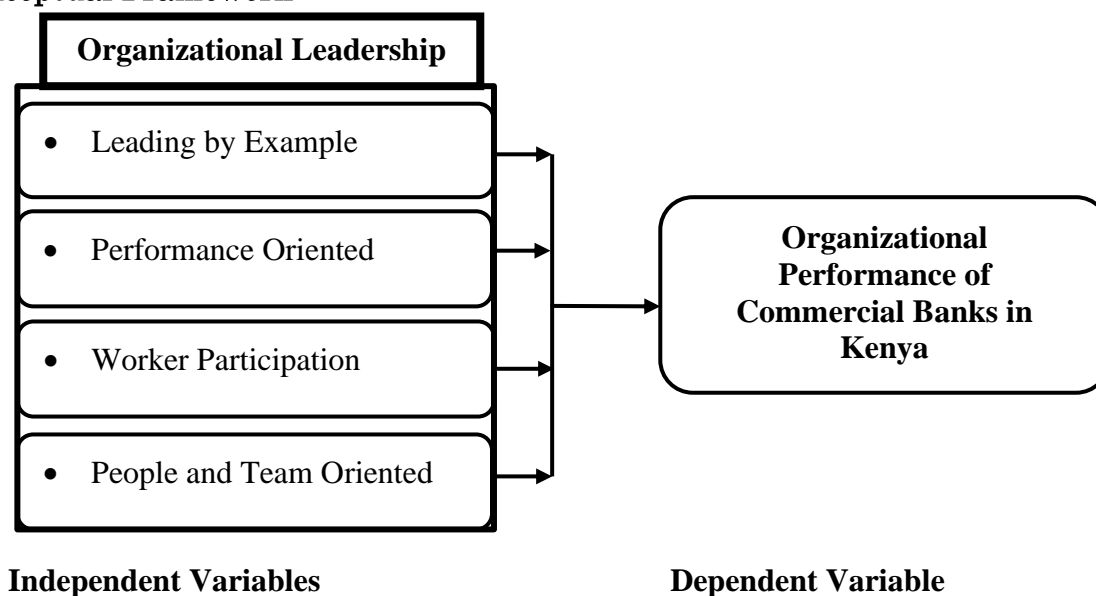 Organizational Leadership
• Leading by Example
• Performance Oriented
• Worker Participation
• People and Team Oriented
Organizational
Performance of
Commercial Banks in
Kenya
Independent Variables
Dependent Variable